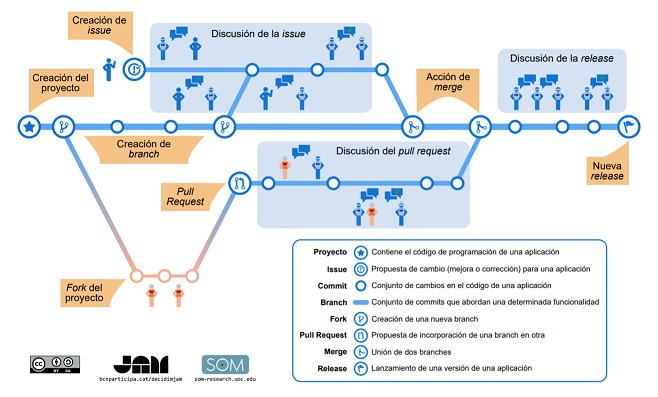 Creación de
issue
Discusión de la issue
Creación del
proyecto
Acción de
merge
Discusión de la release
Creación de
branch
Discusión del pull request
Pull
Request
Nueva
release
Fork del
proyecto
Proyecto Contiene el código de programación de una aplicación
Issue Propuesta de cambio (mejora o corrección) para una aplicación
Commit Conjunto de cambios en el código de una aplicación
Branch Conjunto de commits que abordan una determinada funcionalidad
Fork Creación de una nueva branch
Pull Request Propuesta de incorporación de una branch en otra
Merge Unión de dos branches
Release Lanzamiento de una versión de una aplicación
cc BY SA
JAM
bcnparticipa.cat/decidimjam
SOM
som-research.uoc.edu